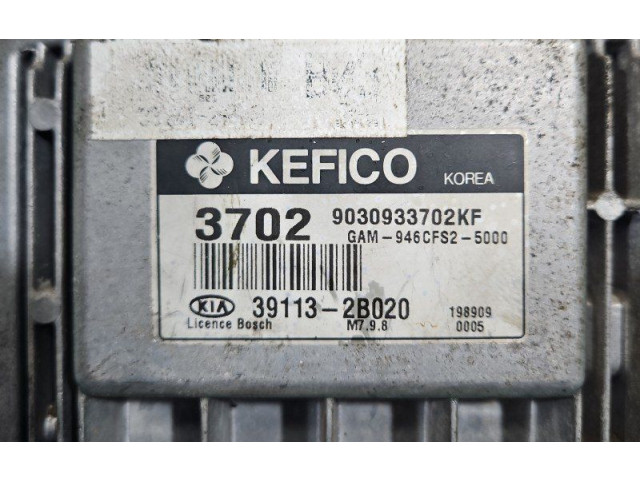 KEFICO KOREA
3702 9030933702KF
GAM-946CFS2-5000
KIA 39113-2B020 198909
Licence Bosch M7.9.8 0005